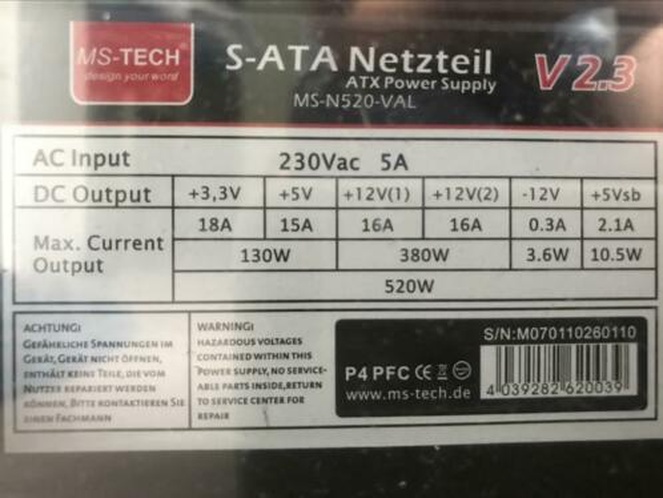 MS-TECH
design your word
S-ATA Netzteil
ATX Power Supply
MS-N520-VAL
V 2.3
AC Input 230Vac 5A
DC Output +3,3V +5V +12V(1) +12V(2) -12V +5Vsb
Max. Current Output 18A 15A 16A 16A 0.3A 2.1A
130W 380W 3.6W 10.5W
520W
ACHTUNG!
GEFÄHRLICHE SPANNUNGEN IM
GERÄT, GERÄT NICHT ÖFFNEN,
ENTHÄLT KEINE TEILE, DIE VOM
NUTZER REPARIERT WERDEN
KÖNNEN, BITTE KONTAKTIEREN SIE
EINEN FACHMANN
WARNING!
HAZARDOUS VOLTAGES
CONTAINED WITHIN THIS
POWER SUPPLY, NO SERVICE-
ABLE PARTS INSIDE, RETURN
TO SERVICE CENTER FOR
REPAIR
P4 PFC CE
www.ms-tech.de
S/N:M070110260110
4 039282 620039